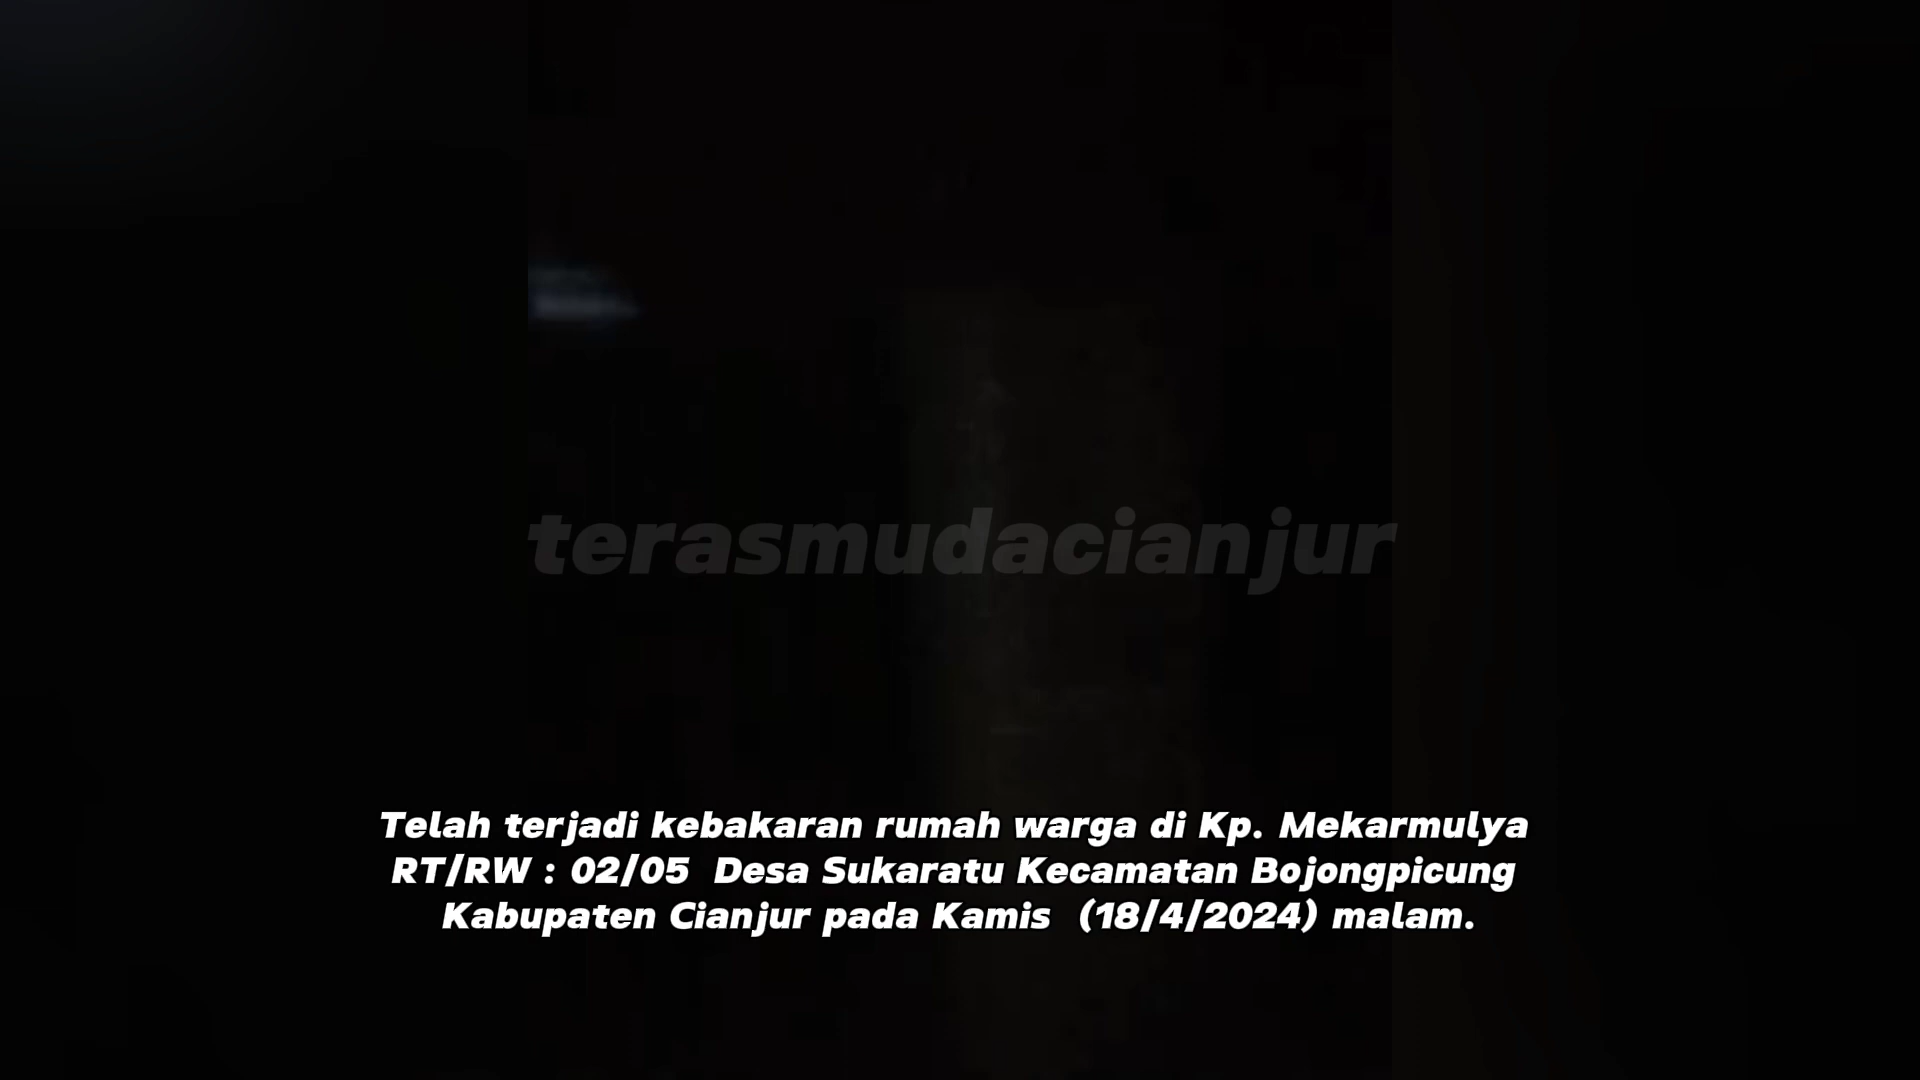 terasmudacianjur
Telah terjadi kebakaran rumah warga di Kp. Mekarmulya
RT/RW : 02/05  Desa Sukaratu Kecamatan Bojongpicung
Kabupaten Cianjur pada Kamis  (18/4/2024) malam.